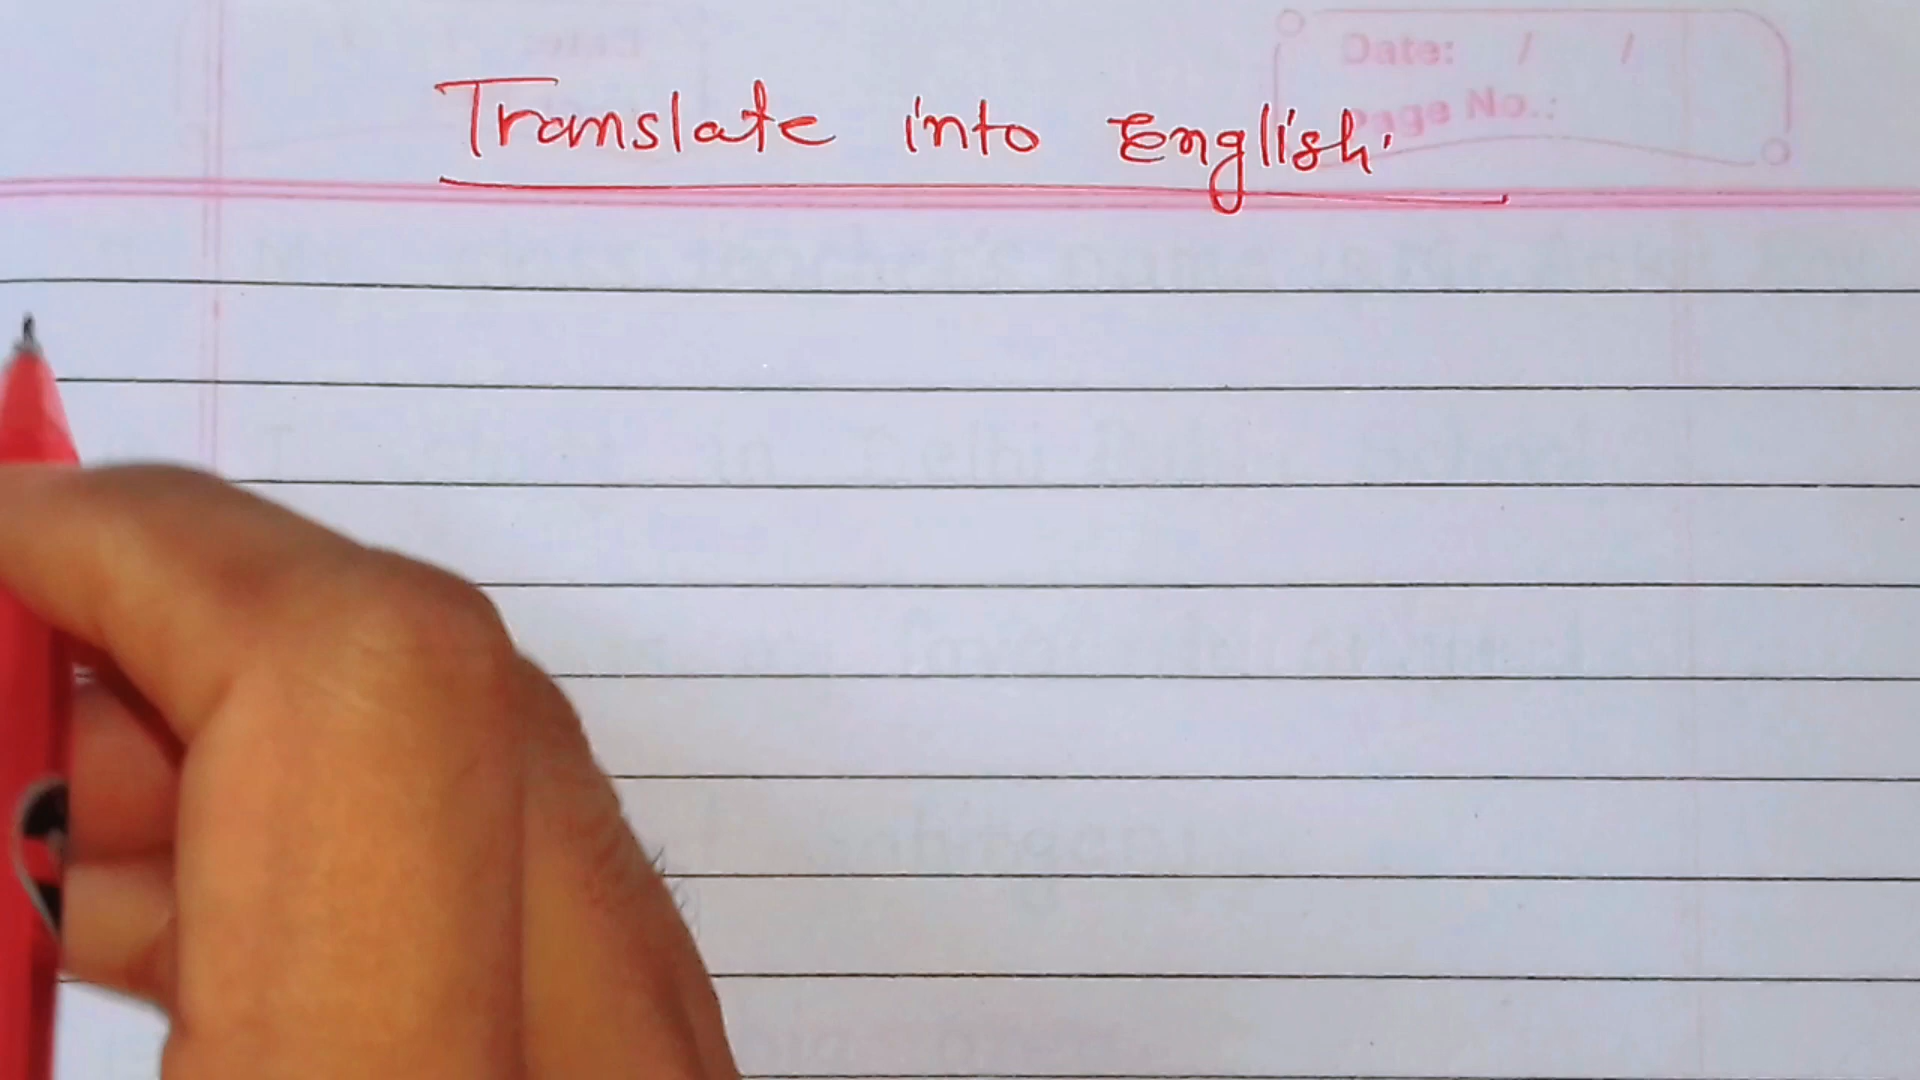 Date: / /
Page No.:
Translate into English.